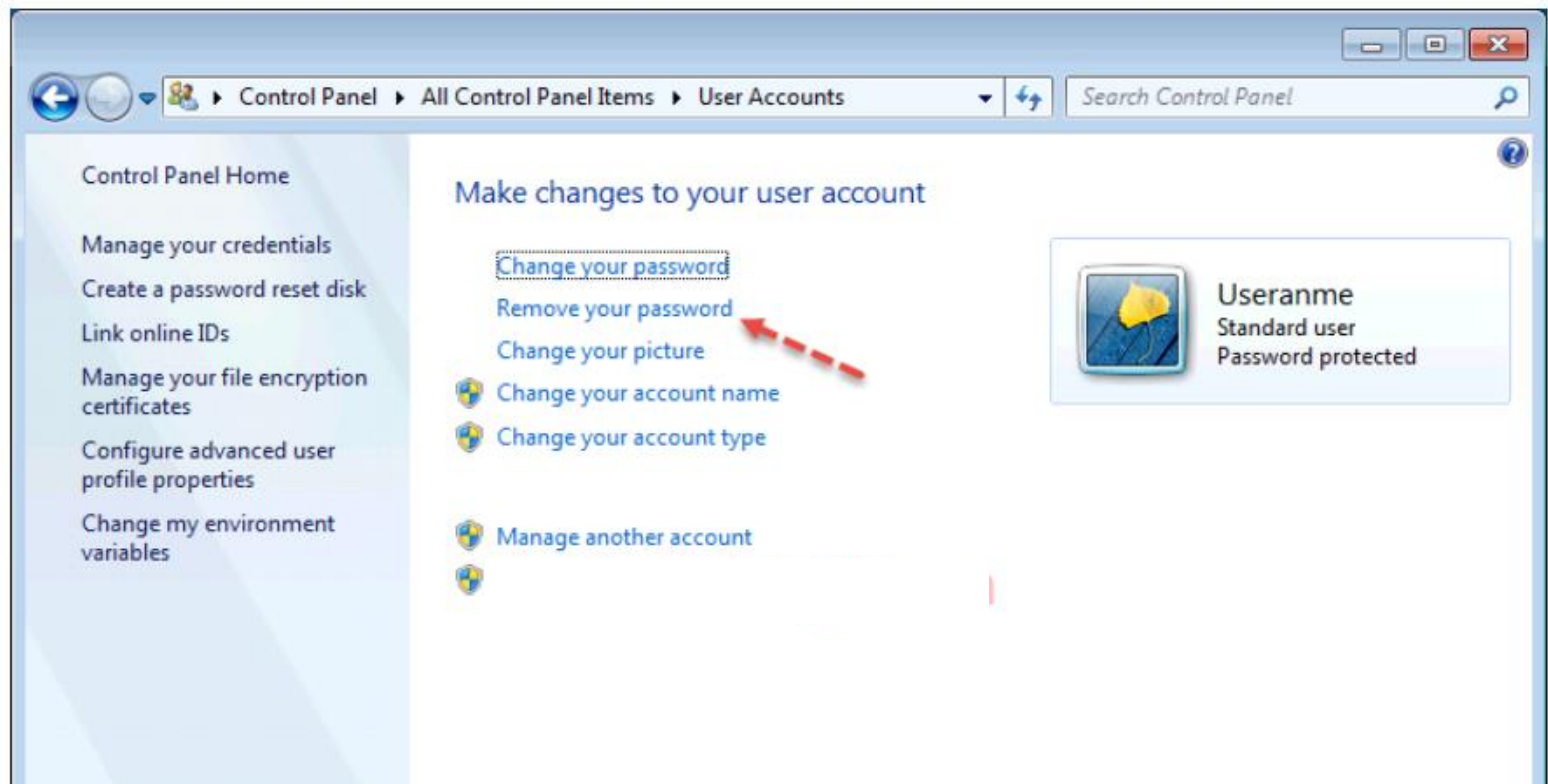 Control Panel ▸ All Control Panel Items ▸ User Accounts
Search Control Panel
Control Panel Home
Manage your credentials
Create a password reset disk
Link online IDs
Manage your file encryption
certificates
Configure advanced user
profile properties
Change my environment
variables
Make changes to your user account
Change your password
Remove your password
Change your picture
Change your account name
Change your account type
Manage another account
Useranme
Standard user
Password protected